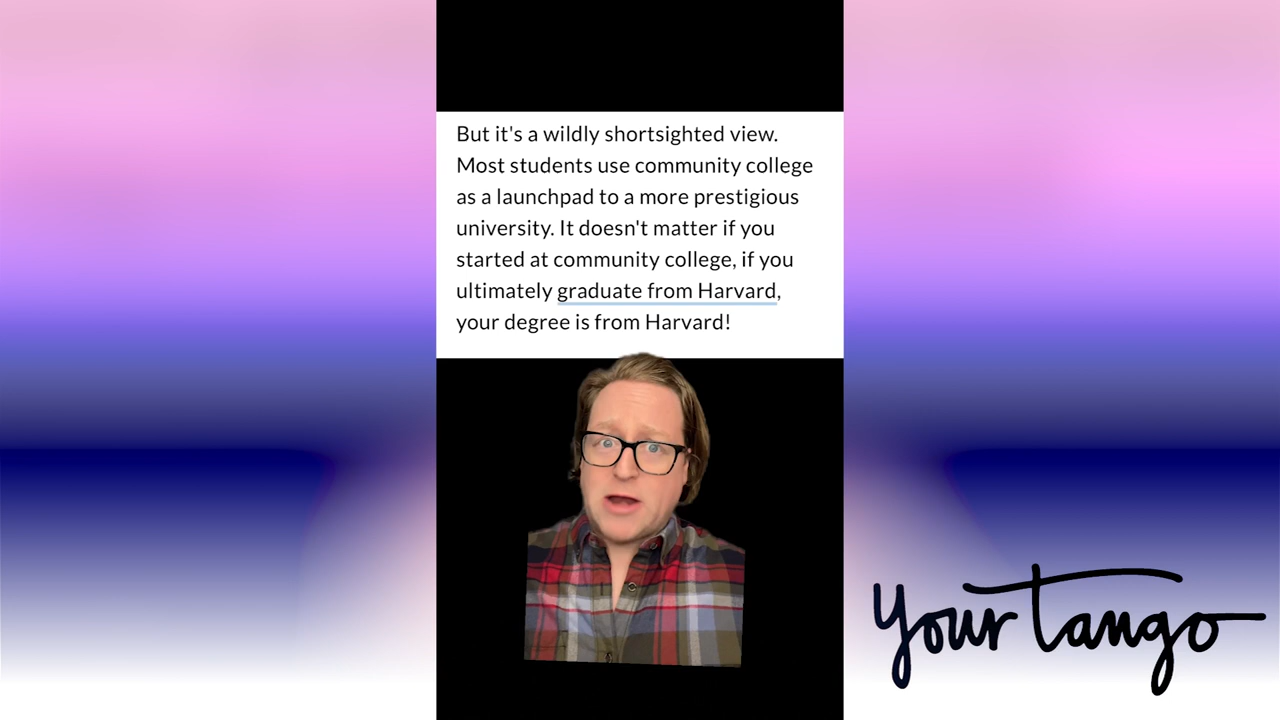 But it's a wildly shortsighted view.
Most students use community college
as a launchpad to a more prestigious
university. It doesn't matter if you
started at community college, if you
ultimately graduate from Harvard,
your degree is from Harvard!
your tango